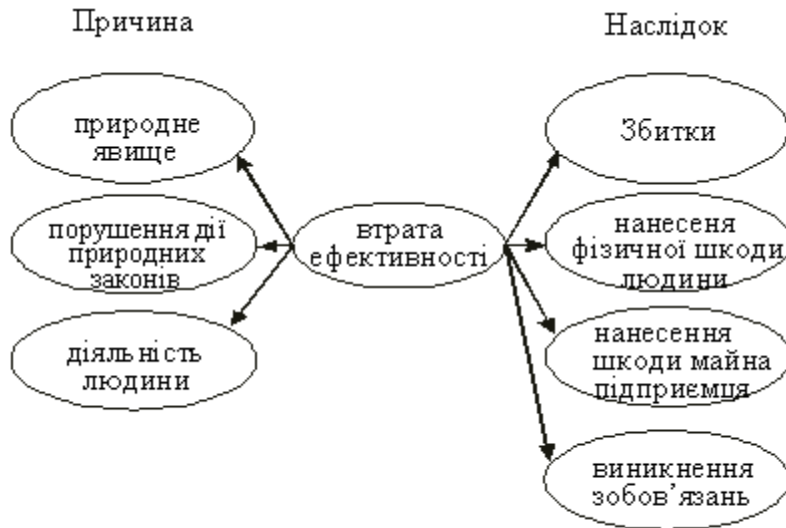 Причина
природне
явище
порушення дії
природних
законів
діяльність
людини
втрата
ефективності
Наслідок
Збитки
нанесеня
фізичної шкоди
людини
нанесення
шкоди майна
підприємця
виникнення
зобов’язань